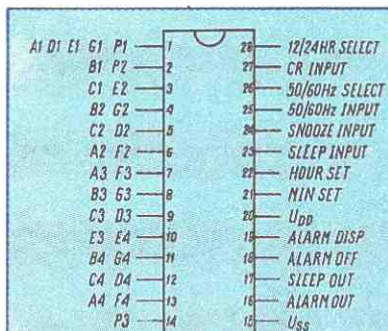 A1 D1 E1 G1 P1 1 28 12/24HR SELECT
B1 P2 2 27 CR INPUT
C1 E2 3 26 50/60Hz SELECT
B2 G2 4 25 50/60Hz INPUT
C2 D2 5 24 SNOOZE INPUT
A2 F2 6 23 SLEEP INPUT
A3 F3 7 22 HOUR SET
B3 G3 8 21 MIN SET
C3 D3 9 20 UDD
E3 E4 10 19 ALARM DISP
B4 G4 11 18 ALARM OFF
C4 D4 12 17 SLEEP OUT
A4 F4 13 16 ALARM OUT
P3 14 15 USS